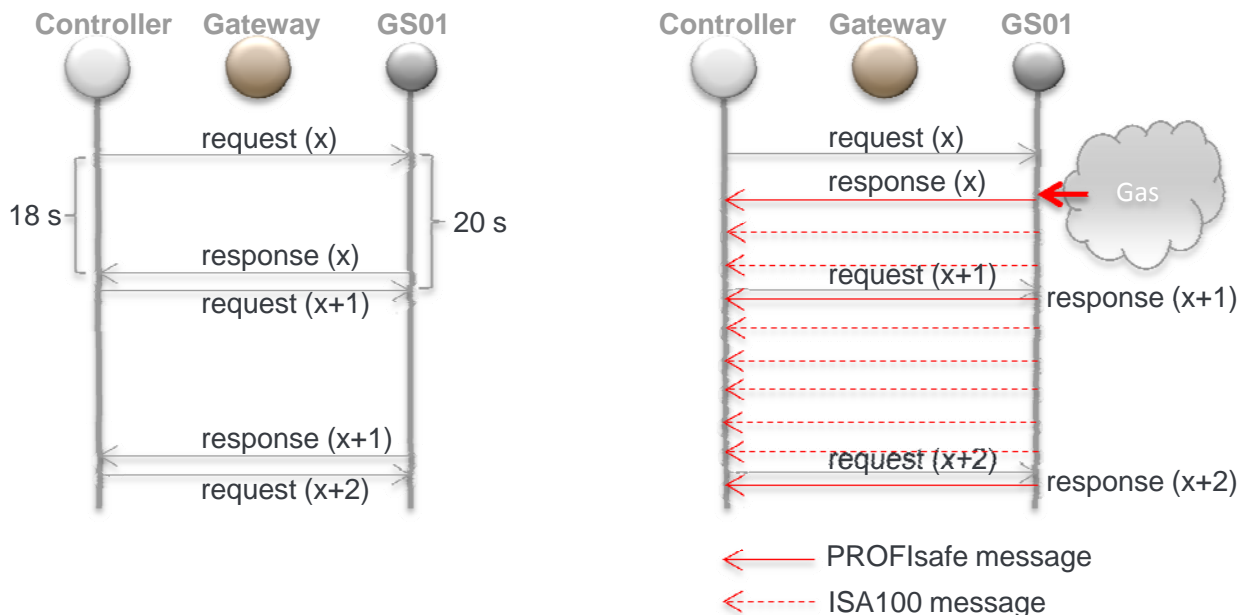 Controller Gateway GS01
request (x)
18 s
20 s
response (x)
request (x+1)
response (x+1)
request (x+2)
Controller Gateway GS01
request (x)
response (x)
Gas
request (x+1)
response (x+1)
request (x+2)
response (x+2)
PROFIsafe message
ISA100 message